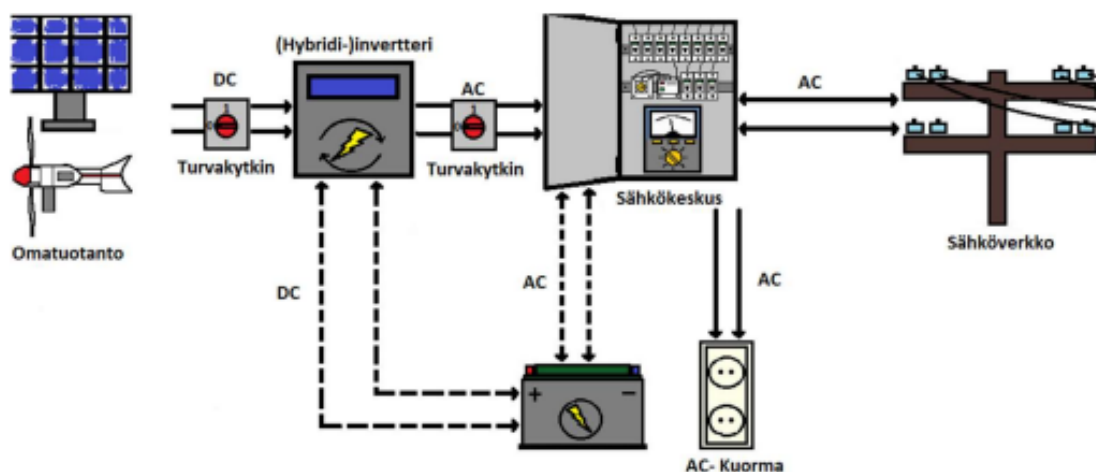 (Hybridi-)invertteri
DC
AC
AC
Turvakytkin
Turvakytkin
Sähkökeskus
Omatuotanto
Sähköverkko
DC
AC
AC
+ −
AC- Kuorma